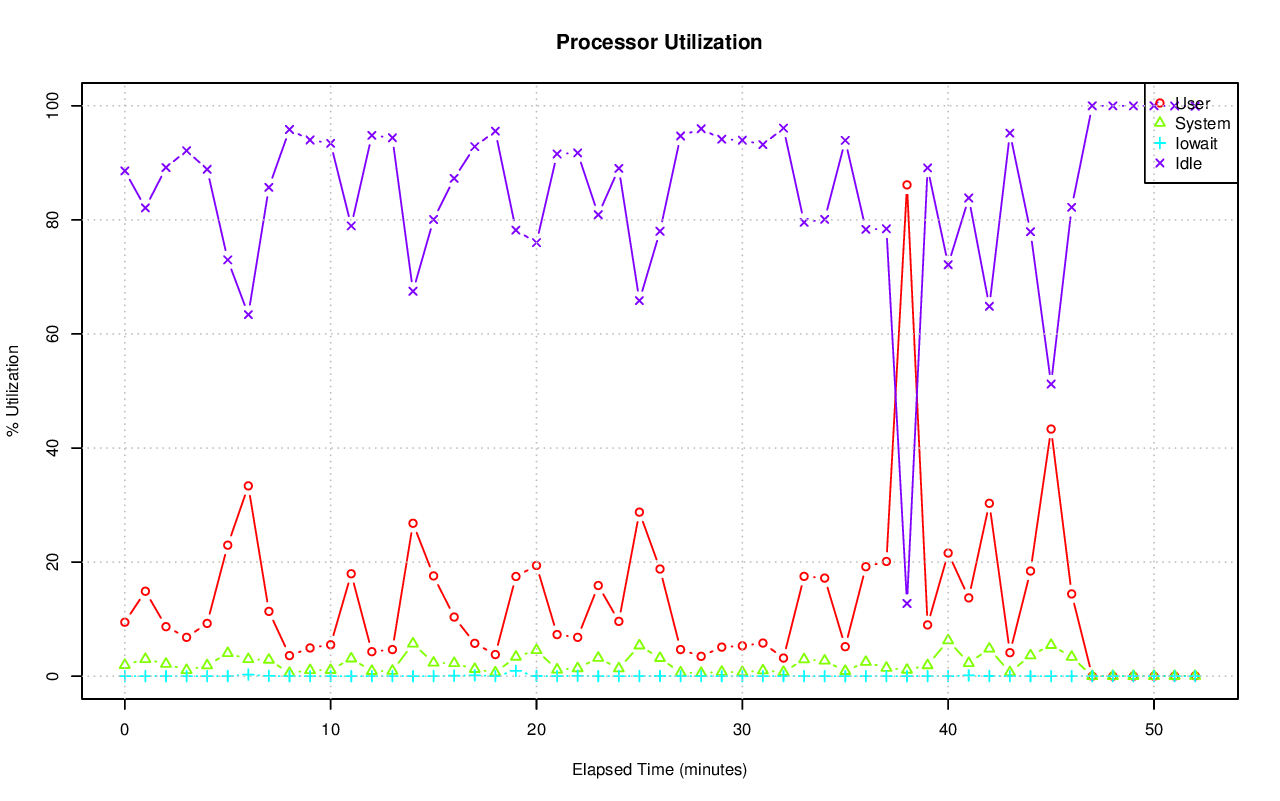 Processor Utilization
% Utilization
100
80
60
40
20
0
User
System
Iowait
Idle
0 10 20 30 40 50
Elapsed Time (minutes)